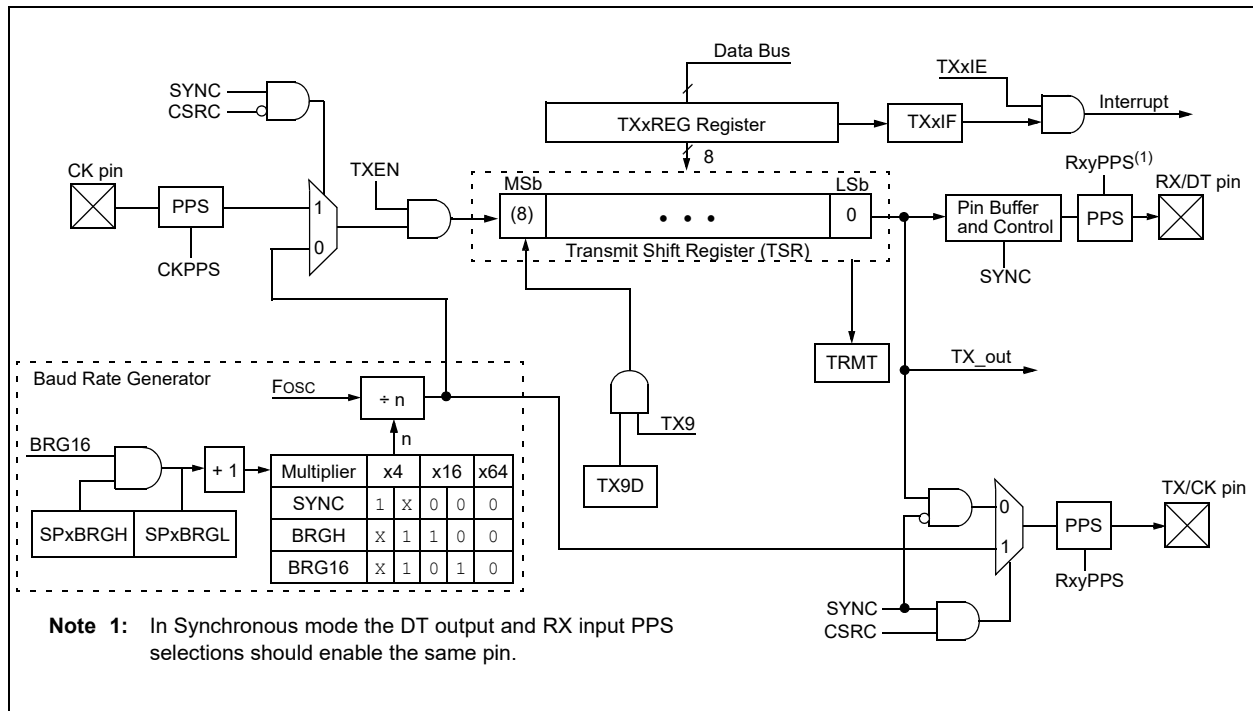 Data Bus
TXxIE
SYNC
CSRC
Interrupt
TXxREG Register
TXxIF
8
CK pin
TXEN
MSb
LSb
RxyPPS(1)
RX/DT pin
PPS
1
0
(8)
• • •
0
Pin Buffer
and Control
PPS
CKPPS
Transmit Shift Register (TSR)
SYNC
TRMT
TX_out
Baud Rate Generator
FOSC
÷ n
n
TX9
TX9D
BRG16
+ 1
SPxBRGH SPxBRGL
Multiplier x4 x16 x64
SYNC 1 X 0 0 0
BRGH X 1 1 0 0
BRG16 X 1 0 1 0
TX/CK pin
0
1
PPS
RxyPPS
SYNC
CSRC
Note 1: In Synchronous mode the DT output and RX input PPS
selections should enable the same pin.